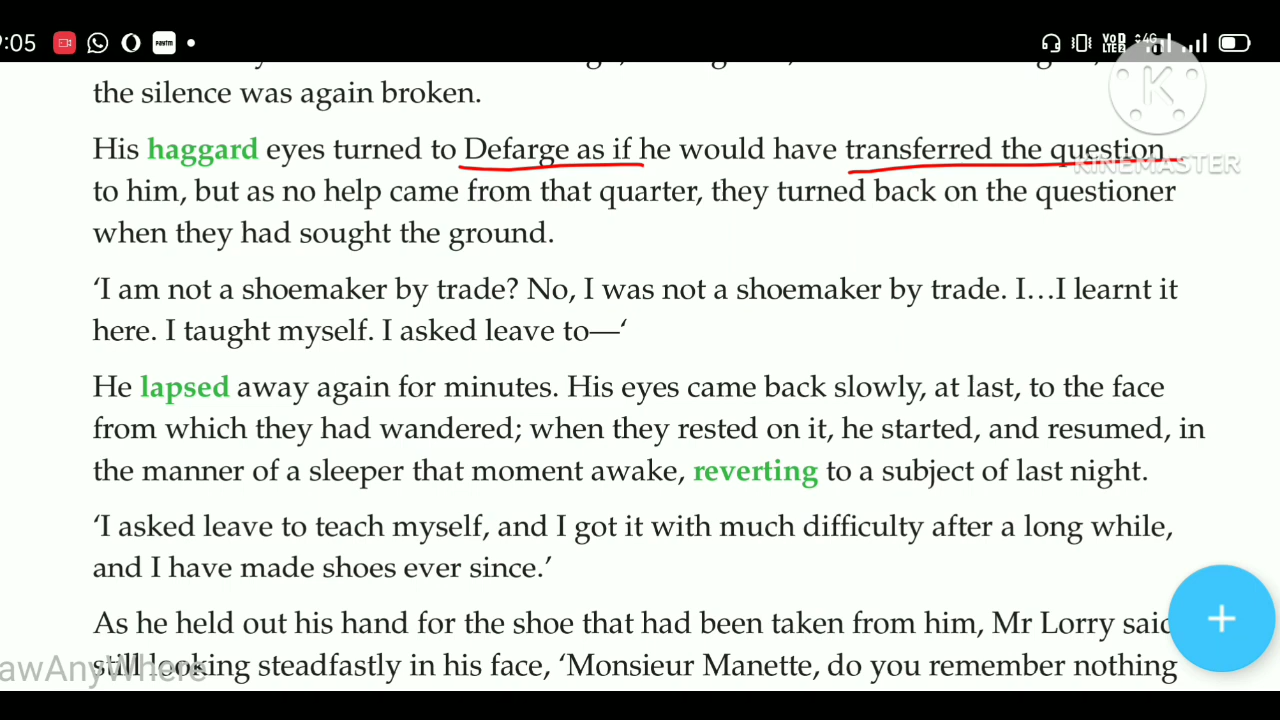 :05
paytm
VoD LTE2 4G
K
the silence was again broken.
KINEMASTER
His haggard eyes turned to Defarge as if he would have transferred the question
to him, but as no help came from that quarter, they turned back on the questioner
when they had sought the ground.
‘I am not a shoemaker by trade? No, I was not a shoemaker by trade. I…I learnt it
here. I taught myself. I asked leave to—‘
He lapsed away again for minutes. His eyes came back slowly, at last, to the face
from which they had wandered; when they rested on it, he started, and resumed, in
the manner of a sleeper that moment awake, reverting to a subject of last night.
‘I asked leave to teach myself, and I got it with much difficulty after a long while,
and I have made shoes ever since.’
As he held out his hand for the shoe that had been taken from him, Mr Lorry said
still looking steadfastly in his face, ‘Monsieur Manette, do you remember nothing
awAnyWhere